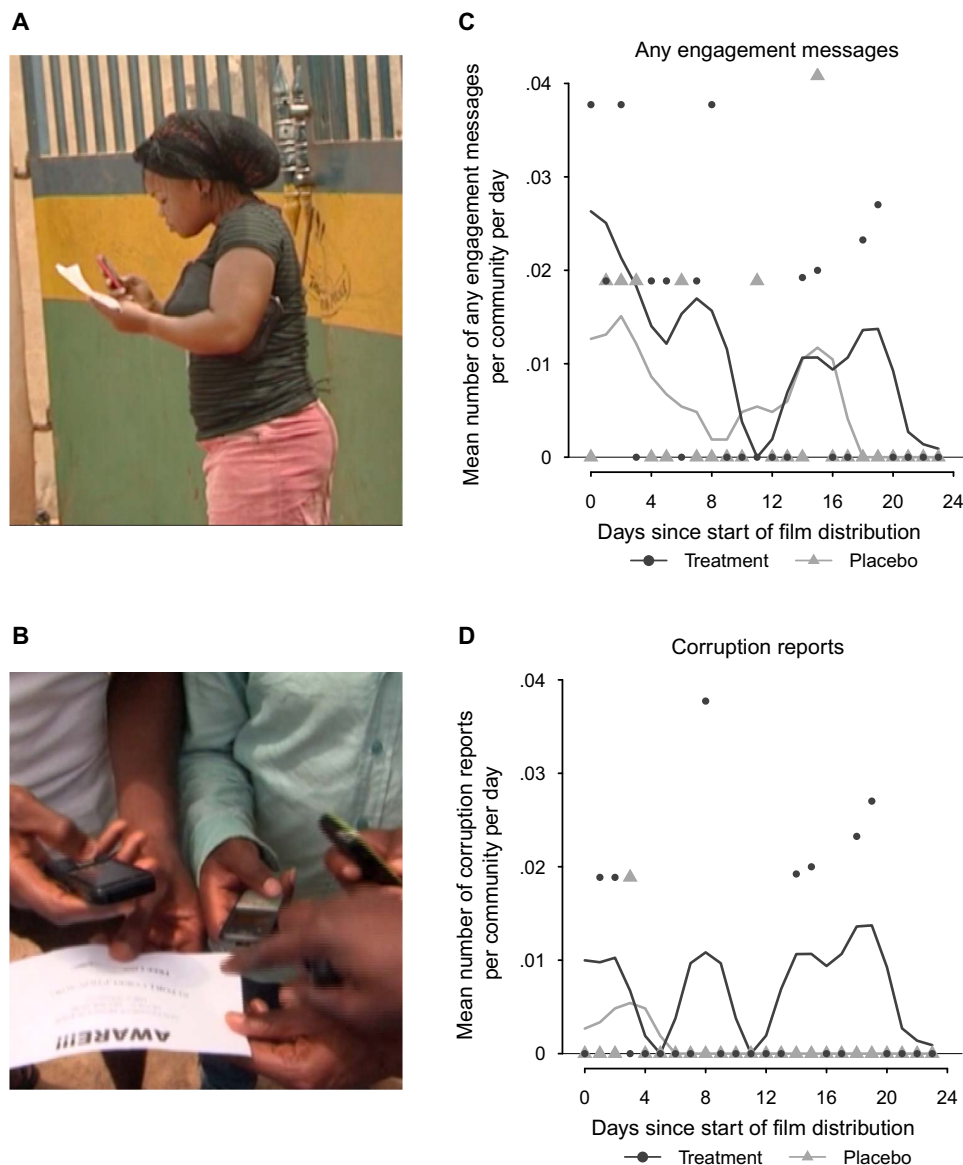 A
B
C
Any engagement messages
Mean number of any engagement messages
per community per day
.04
.03
.02
.01
0
0 4 8 12 16 20 24
Days since start of film distribution
Treatment Placebo
D
Corruption reports
Mean number of corruption reports
per community per day
.04
.03
.02
.01
0
0 4 8 12 16 20 24
Days since start of film distribution
Treatment Placebo
AWARE!!!